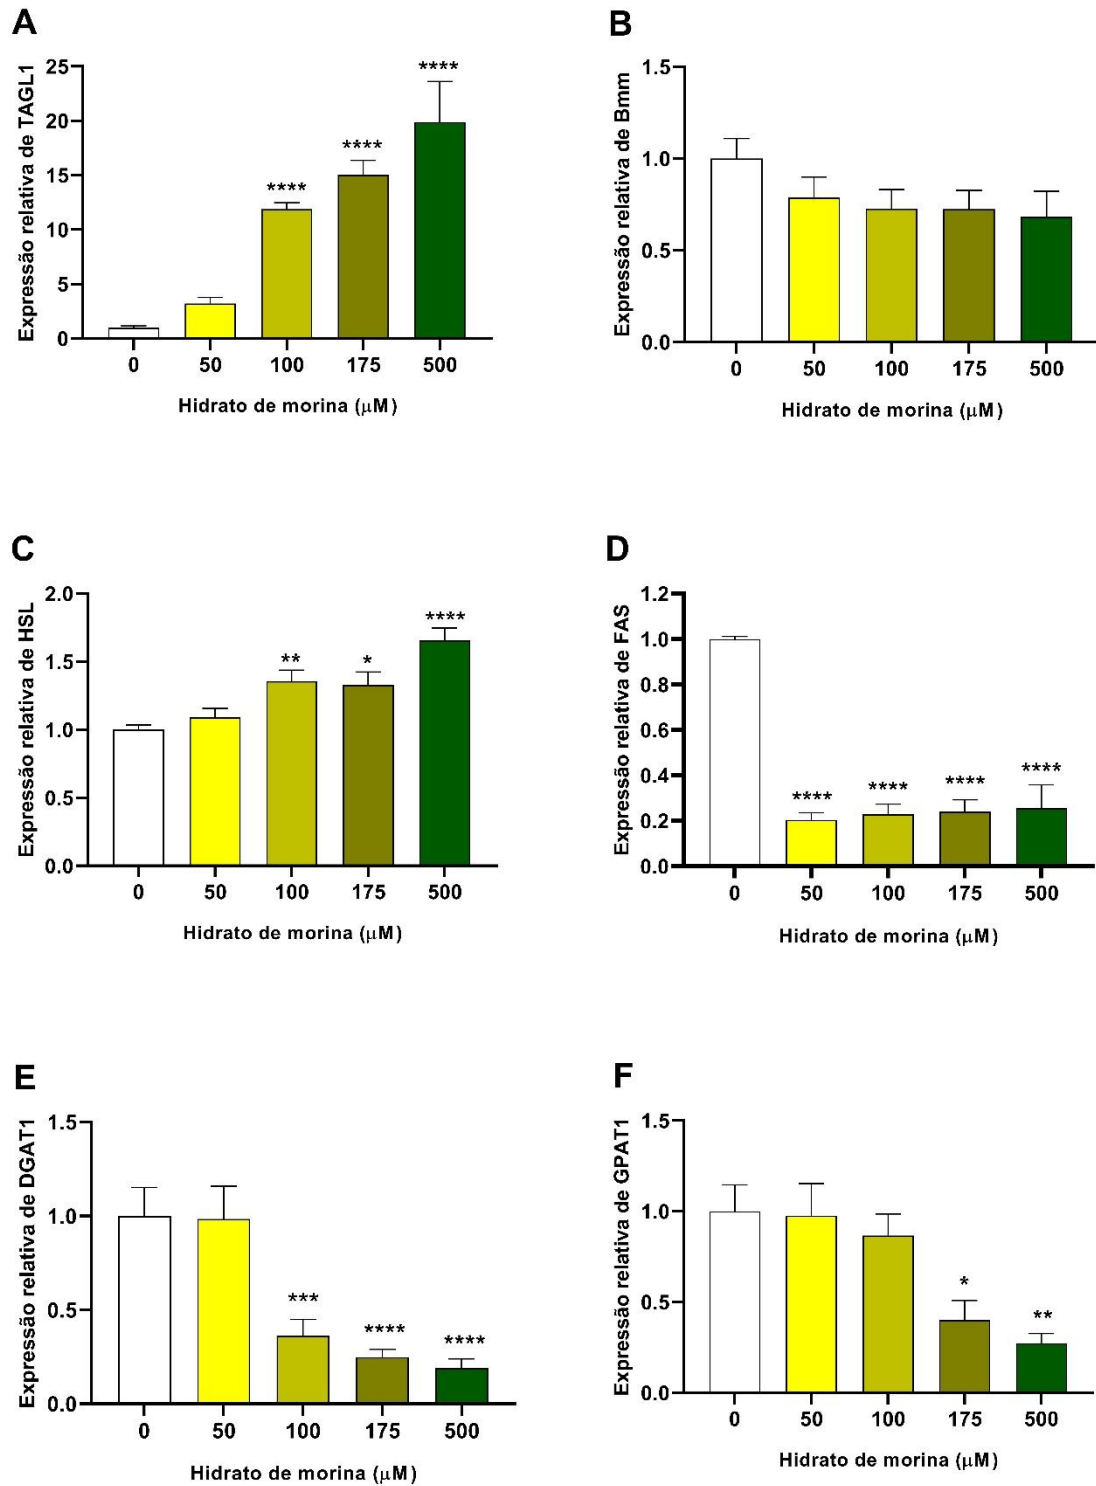 A
Expressão relativa de TAGL1
25
20
15
10
5
0
****
****
****
0 50 100 175 500
Hidrato de morina (μM)
B
Expressão relativa de Bmm
1.5
1.0
0.5
0.0
0 50 100 175 500
Hidrato de morina (μM)
C
Expressão relativa de HSL
2.0
1.5
1.0
0.5
0.0
**
*
****
0 50 100 175 500
Hidrato de morina (μM)
D
Expressão relativa de FAS
1.2
1.0
0.8
0.6
0.4
0.2
0.0
****
****
****
****
0 50 100 175 500
Hidrato de morina (μM)
E
Expressão relativa de DGAT1
1.5
1.0
0.5
0.0
***
****
****
0 50 100 175 500
Hidrato de morina (μM)
F
Expressão relativa de GPAT1
1.5
1.0
0.5
0.0
*
**
0 50 100 175 500
Hidrato de morina (μM)